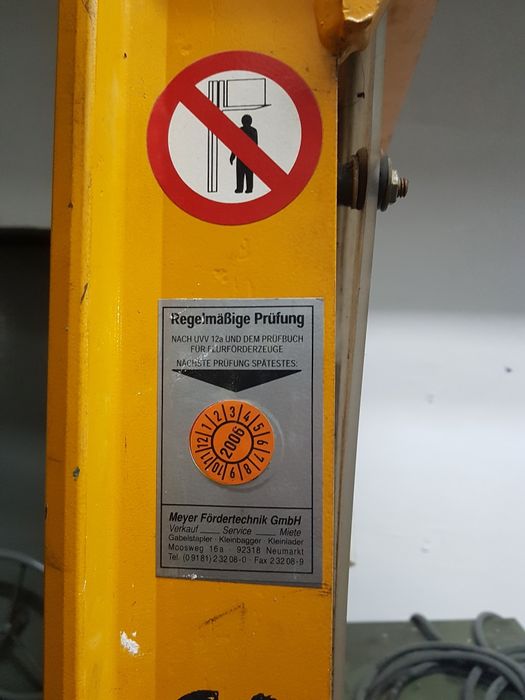 Regelmäßige Prüfung
NACH UVV 12a UND DEM PRÜFBUCH
FÜR FLURFÖRDERZEUGE
NÄCHSTE PRÜFUNG SPÄTESTES:
1 2 3 4 5 6 7 8 9 10 11 12
2006
Meyer Fördertechnik GmbH
Verkauf ___ Service ___ Miete
Gabelstapler · Kleinbagger · Kleinlader
Moosweg 16a · 92318 Neumarkt
Tel. (09181) 23208-0 · Fax 23208-9